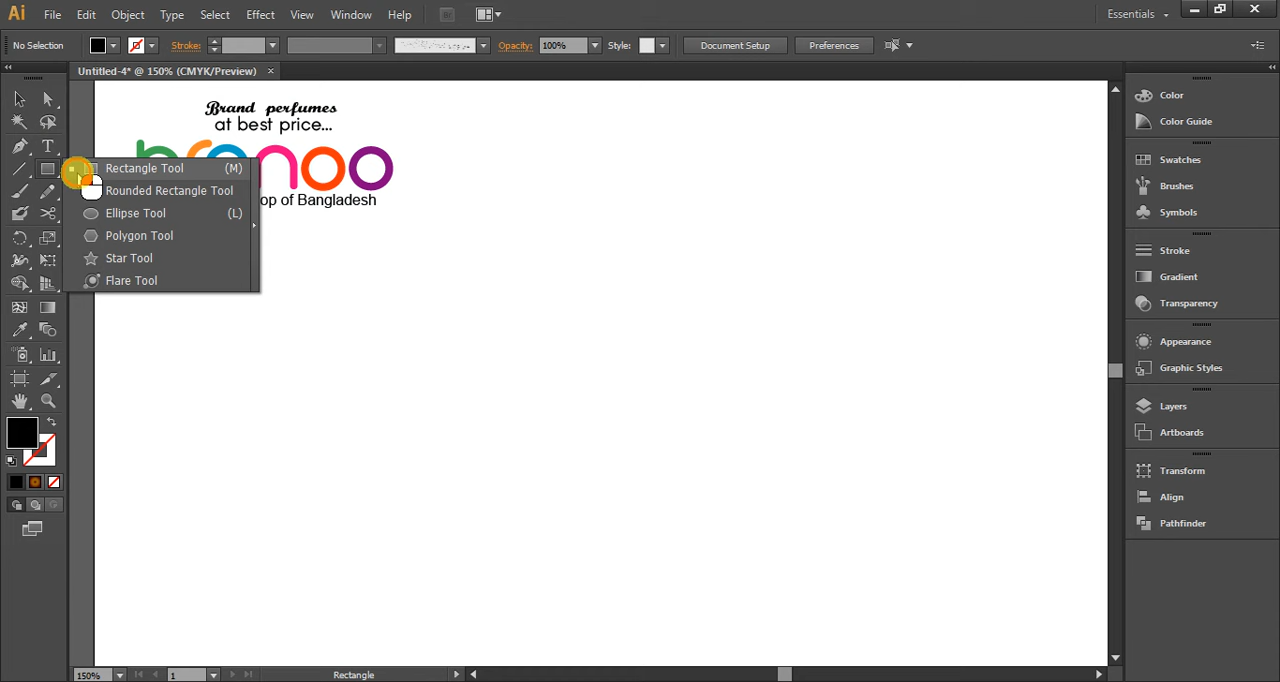 Ai File Edit Object Type Select Effect View Window Help Essentials
No Selection Stroke: Opacity: 100% Style: Document Setup Preferences
Untitled-4* @ 150% (CMYK/Preview)
Brand perfumes
at best price...
op of Bangladesh
Rectangle Tool (M)
Rounded Rectangle Tool
Ellipse Tool (L)
Polygon Tool
Star Tool
Flare Tool
Color
Color Guide
Swatches
Brushes
Symbols
Stroke
Gradient
Transparency
Appearance
Graphic Styles
Layers
Artboards
Transform
Align
Pathfinder
150% 1 Rectangle